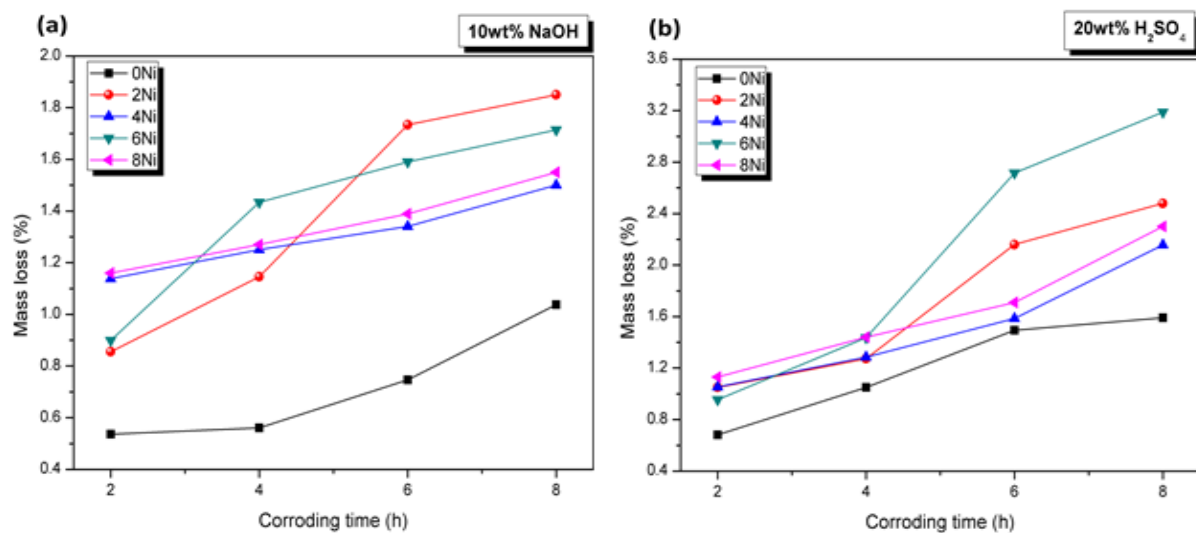 (a)
10wt% NaOH
0Ni
2Ni
4Ni
6Ni
8Ni
2.0
1.8
1.6
1.4
1.2
1.0
0.8
0.6
0.4
Mass loss (%)
2 4 6 8
Corroding time (h)
(b)
20wt% H₂SO₄
0Ni
2Ni
4Ni
6Ni
8Ni
3.6
3.2
2.8
2.4
2.0
1.6
1.2
0.8
0.4
Mass loss (%)
2 4 6 8
Corroding time (h)